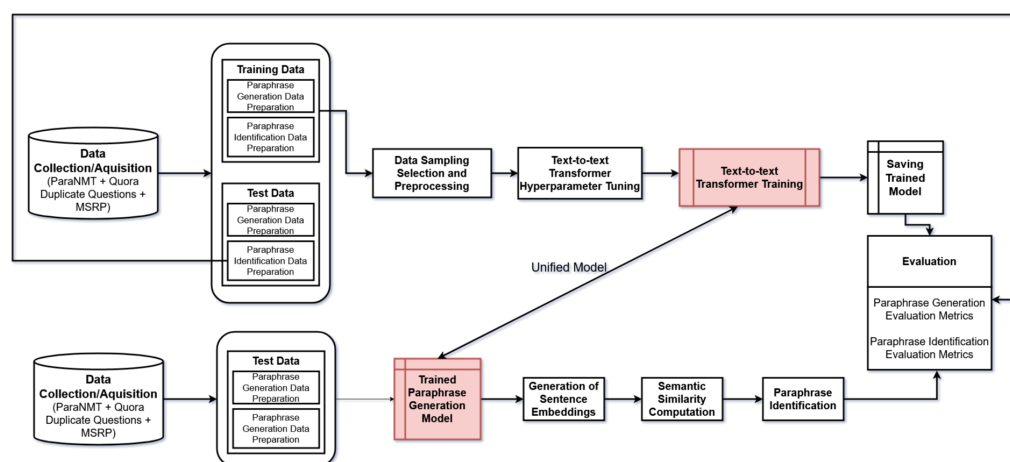 Training Data
Paraphrase
Generation Data
Preparation
Paraphrase
Identification Data
Preparation
Data
Collection/Aquisition
(ParaNMT + Quora
Duplicate Questions +
MSRP)
Data Sampling
Selection and
Preprocessing
Text-to-text
Transformer
Hyperparameter Tuning
Text-to-text
Transformer Training
Saving
Trained
Model
Test Data
Paraphrase
Generation Data
Preparation
Paraphrase
Identification Data
Preparation
Unified Model
Evaluation
Paraphrase Generation
Evaluation Metrics
Paraphrase Identification
Evaluation Metrics
Data
Collection/Aquisition
(ParaNMT + Quora
Duplicate Questions +
MSRP)
Test Data
Paraphrase
Generation Data
Preparation
Paraphrase
Generation Data
Preparation
Trained
Paraphrase
Generation
Model
Generation of
Sentence
Embeddings
Semantic
Similarity
Computation
Paraphrase
Identification